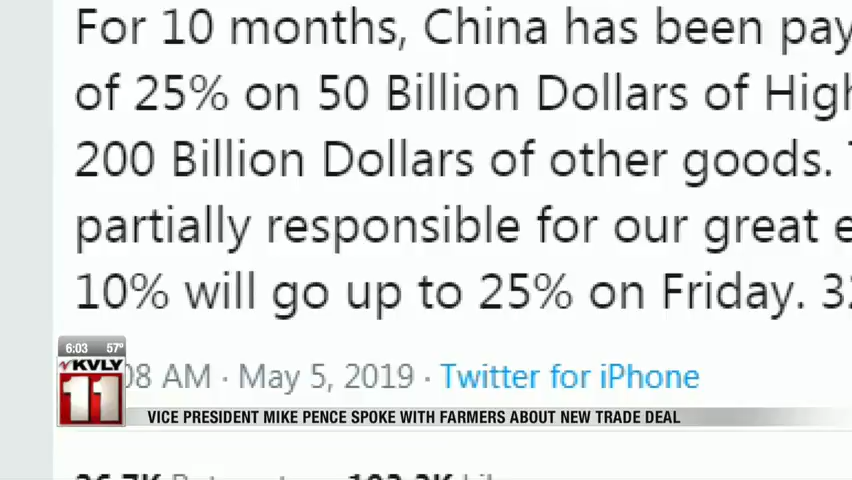 For 10 months, China has been
of 25% on 50 Billion Dollars of
200 Billion Dollars of other goods.
partially responsible for our great
10% will go up to 25% on Friday.
6:03 57°
KVLY
11
08 AM · May 5, 2019 · Twitter for iPhone
VICE PRESIDENT MIKE PENCE SPOKE WITH FARMERS ABOUT NEW TRADE DEAL